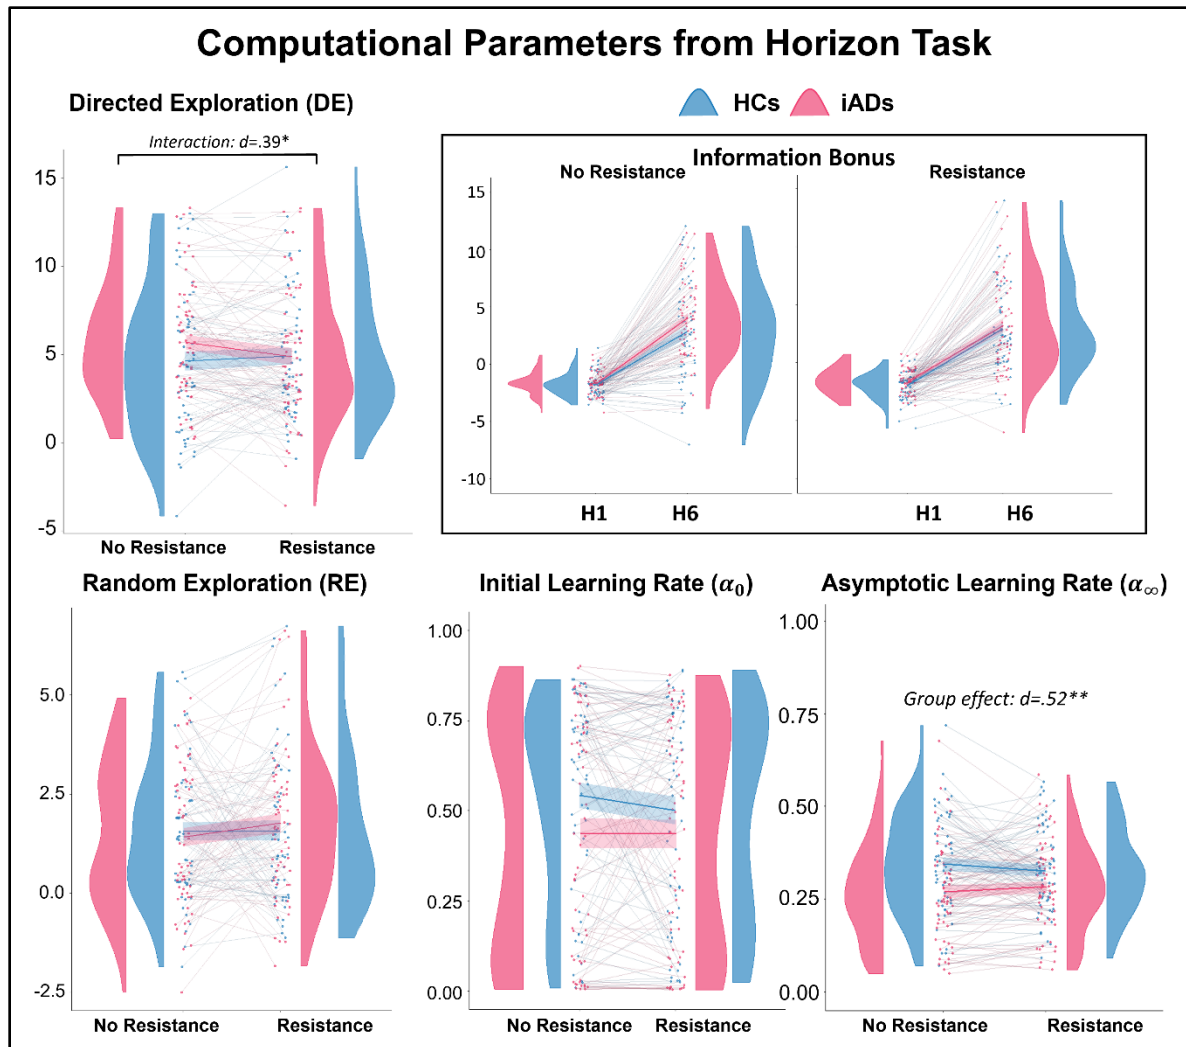 Computational Parameters from Horizon Task
Directed Exploration (DE)
HCs
iADs
Interaction: d=.39*
15
10
5
0
-5
No Resistance
Resistance
Information Bonus
No Resistance
Resistance
15
10
5
0
-5
-10
H1
H6
H1
H6
Random Exploration (RE)
5.0
2.5
0.0
-2.5
No Resistance
Resistance
Initial Learning Rate (α₀)
1.00
0.75
0.50
0.25
0.00
No Resistance
Resistance
Asymptotic Learning Rate (α∞)
Group effect: d=.52**
1.00
0.75
0.50
0.25
0.00
No Resistance
Resistance